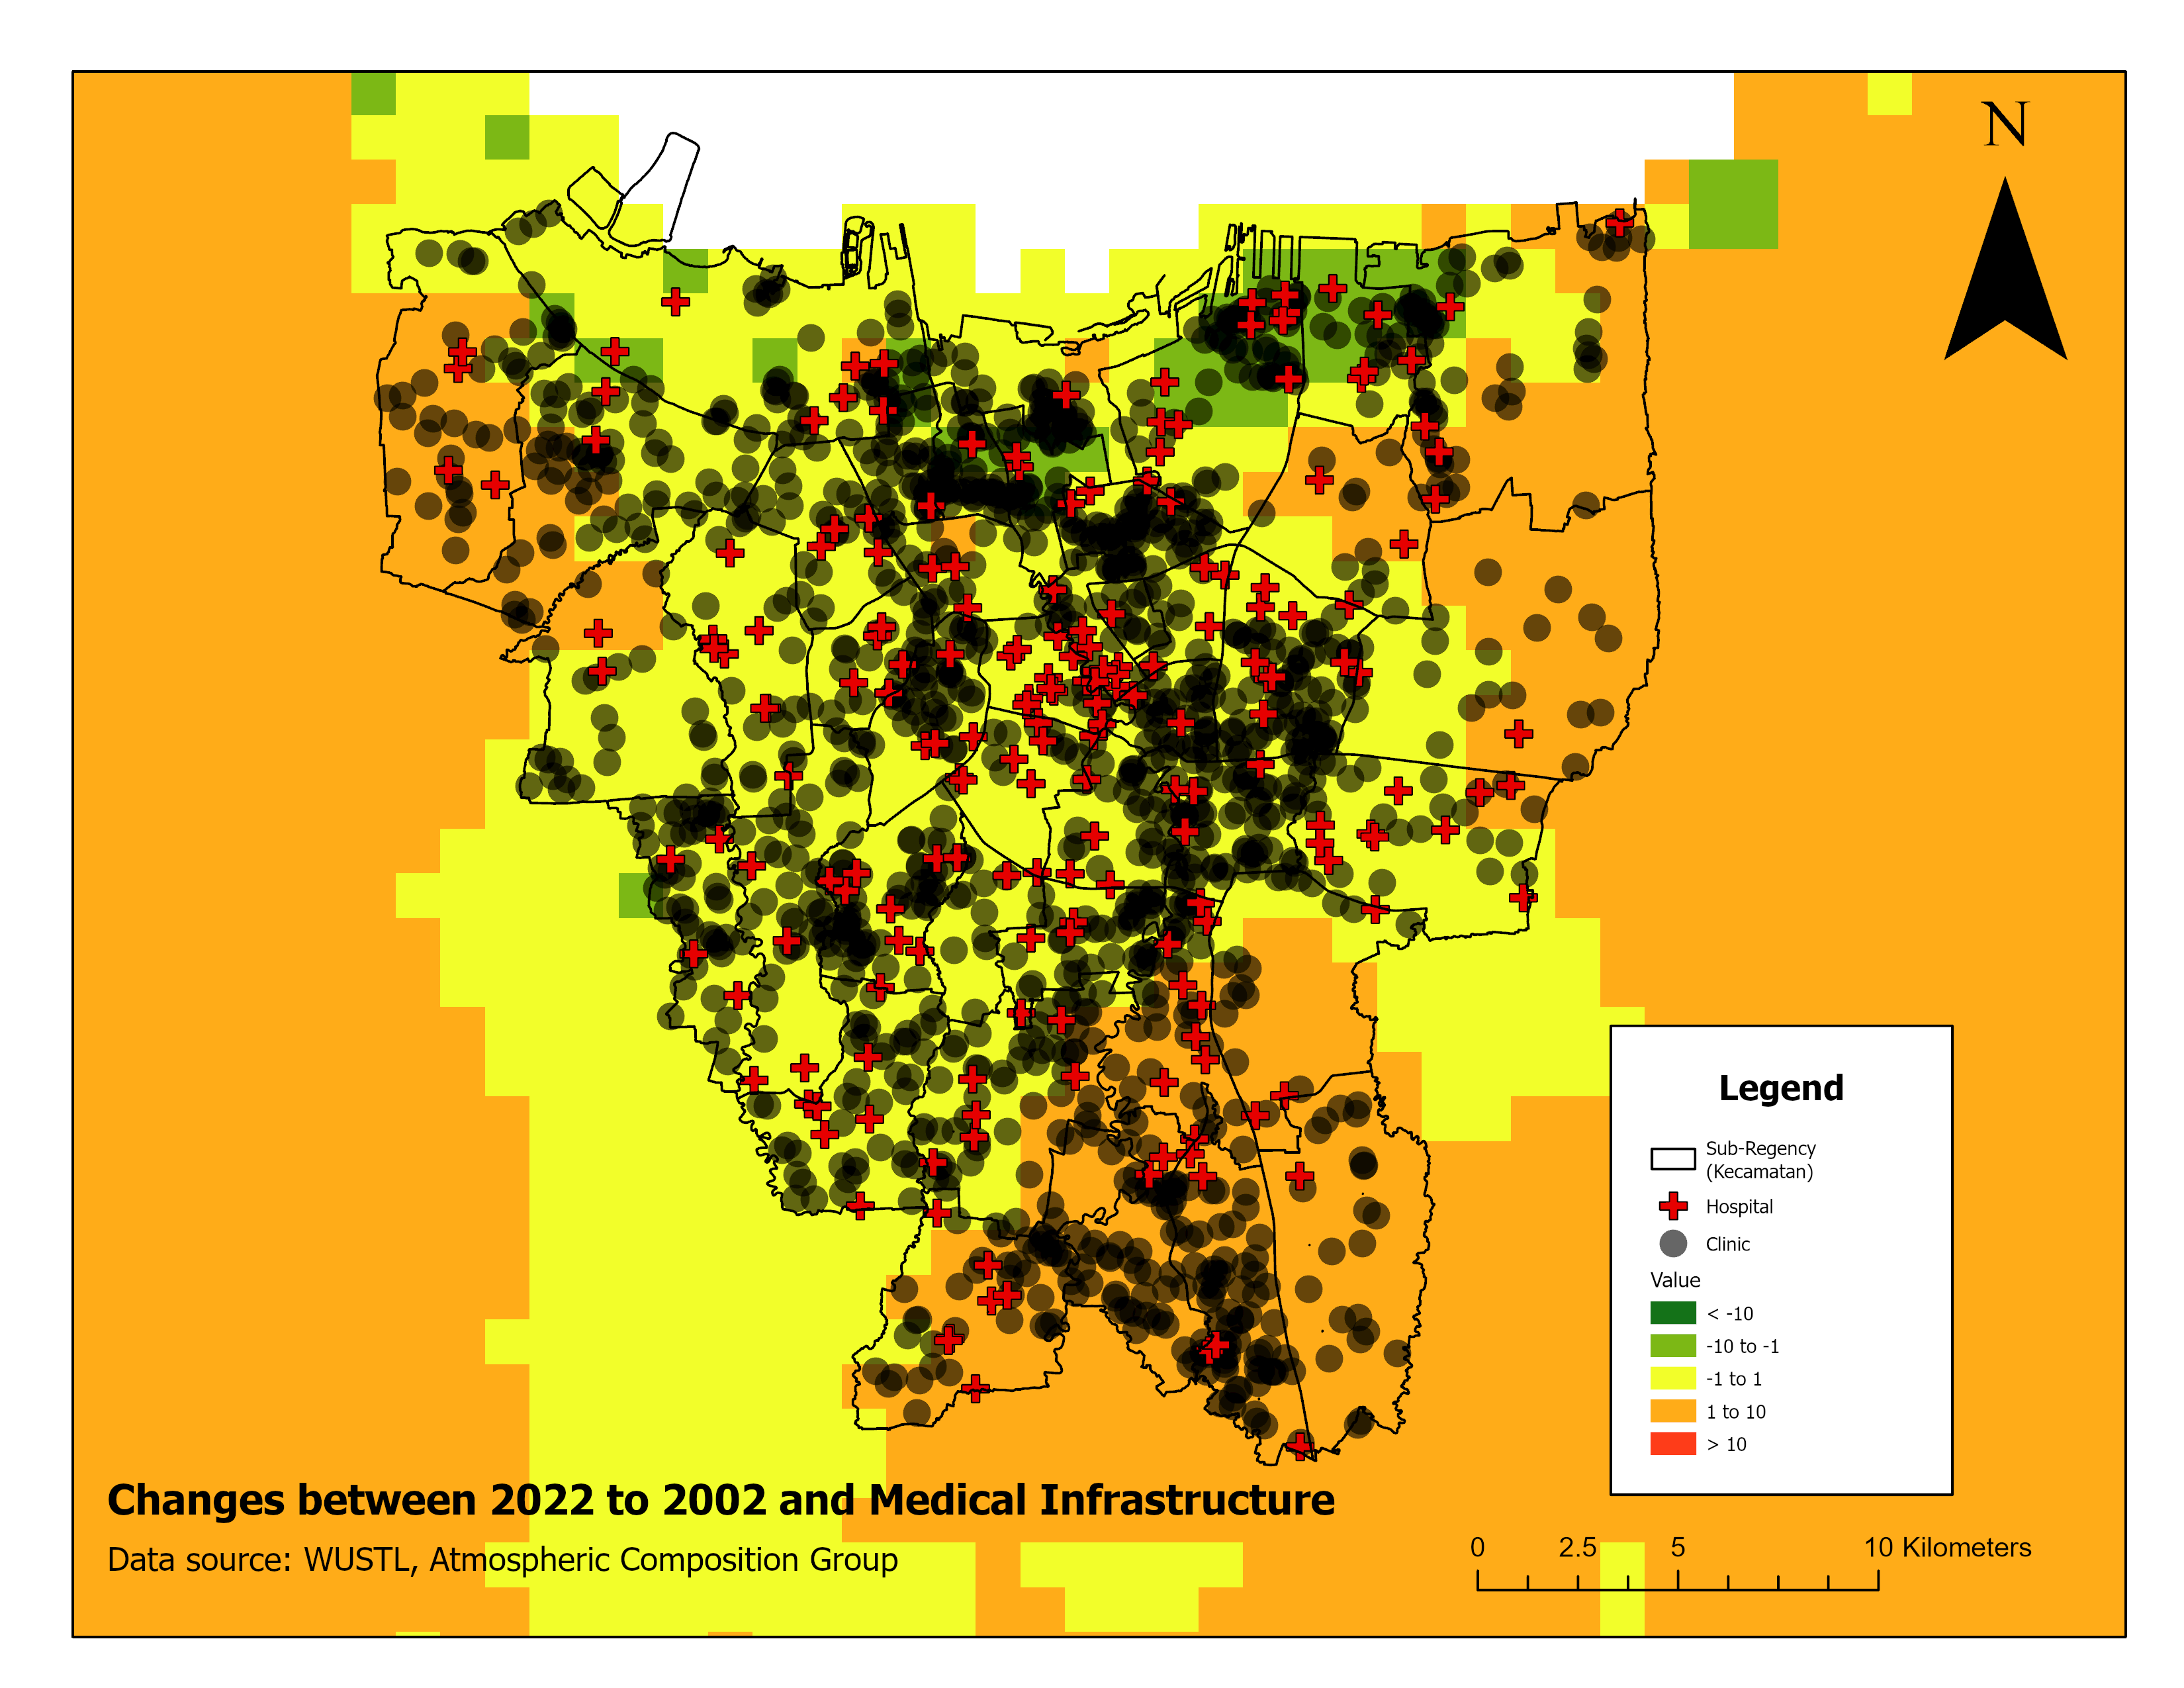 N
Legend
Sub-Regency
(Kecamatan)
Hospital
Clinic
Value
< -10
-10 to -1
-1 to 1
1 to 10
> 10
Changes between 2022 to 2002 and Medical Infrastructure
Data source: WUSTL, Atmospheric Composition Group
0 2.5 5 10 Kilometers